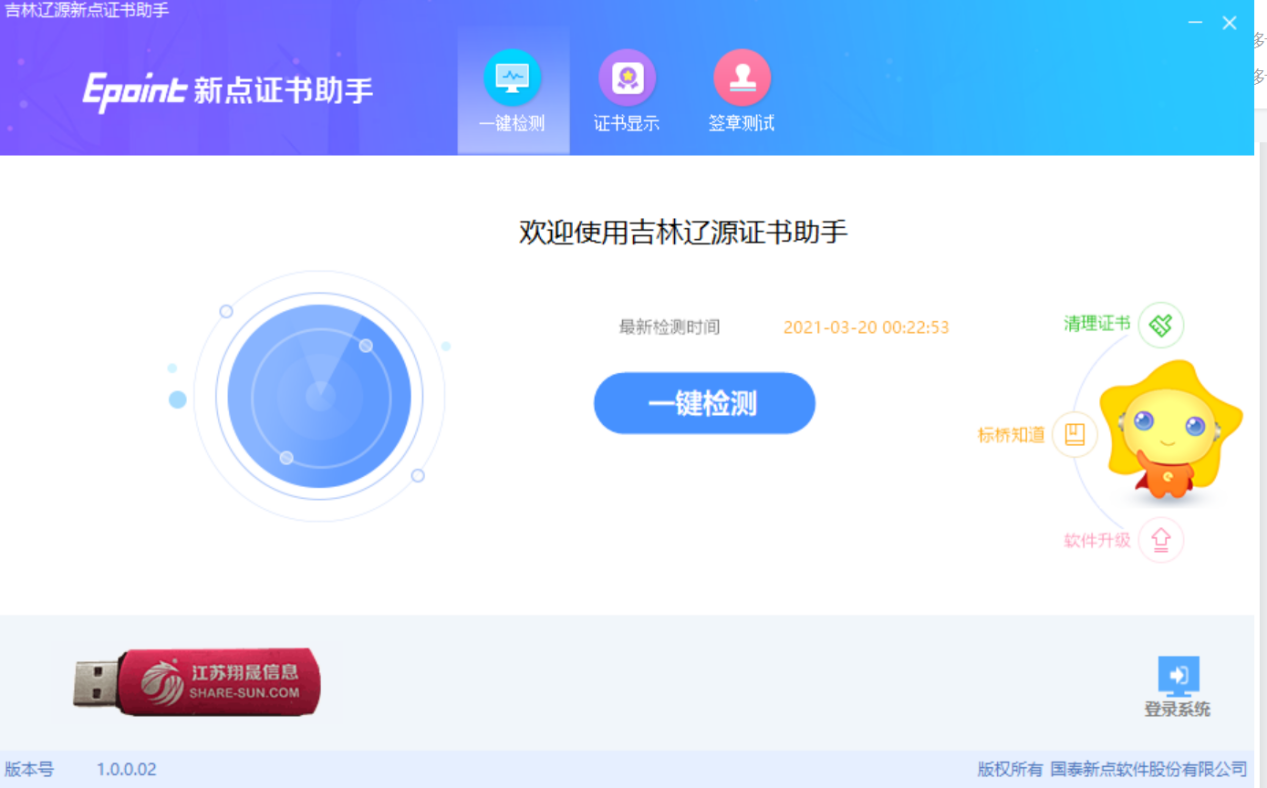 吉林辽源新点证书助手
Epoint 新点证书助手
一键检测
证书显示
签章测试
欢迎使用吉林辽源证书助手
最新检测时间 2021-03-20 00:22:53
清理证书
一键检测
标桥知道
软件升级
江苏翔晟信息
SHARE-SUN.COM
登录系统
版本号 1.0.0.02
版权所有 国泰新点软件股份有限公司